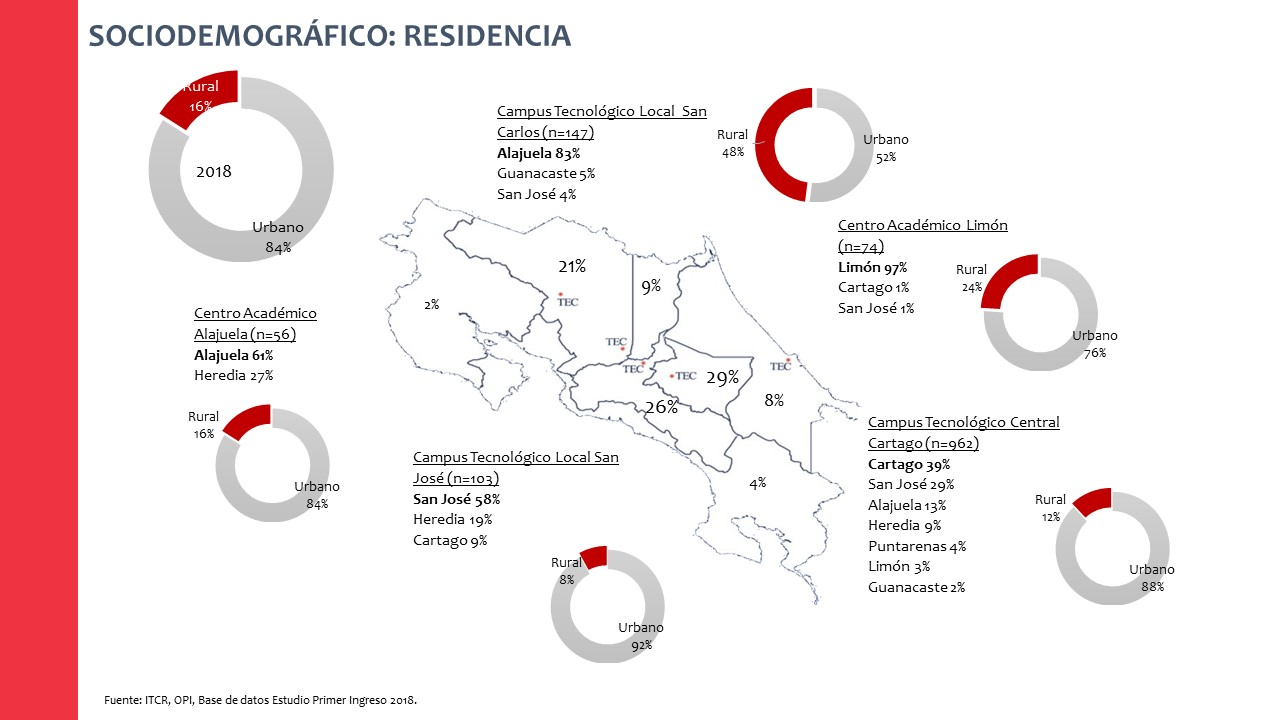 SOCIODEMOGRÁFICO: RESIDENCIA
Rural
16%
2018
Urbano
84%
Campus Tecnológico Local San
Carlos (n=147)
Alajuela 83%
Guanacaste 5%
San José 4%
Rural
48%
Urbano
52%
Centro Académico Limón
(n=74)
Limón 97%
Cartago 1%
San José 1%
Rural
24%
Urbano
76%
Centro Académico
Alajuela (n=56)
Alajuela 61%
Heredia 27%
Rural
16%
Urbano
84%
21%
9%
2%
TEC
TEC
TEC
TEC
29%
TEC
26%
8%
4%
Campus Tecnológico Local San
José (n=103)
San José 58%
Heredia 19%
Cartago 9%
Rural
8%
Urbano
92%
Campus Tecnológico Central
Cartago (n=962)
Cartago 39%
San José 29%
Alajuela 13%
Heredia 9%
Puntarenas 4%
Limón 3%
Guanacaste 2%
Rural
12%
Urbano
88%
Fuente: ITCR, OPI, Base de datos Estudio Primer Ingreso 2018.